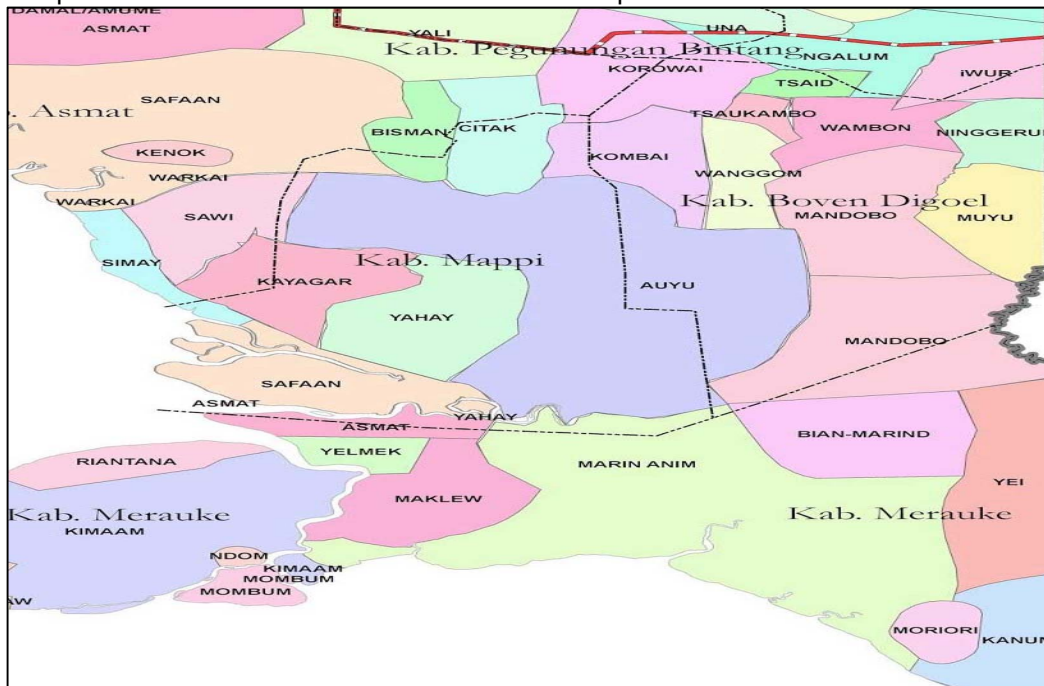 DAMAL/AMUME
ASMAT
YALI
UNA
Kab. Pegunungan Bintang
NGALUM
KOROWAI
iWUR
TSAID
SAFAAN
Asmat
BISMAN
CITAK
TSAUKAMBO
WAMBON
NINGGERUM
KENOK
KOMBAI
WARKAI
WANGGOM
WARKAI
SAWI
Kab. Boven Digoel
MANDOBO
MUYU
SIMAY
Kab. Mappi
KAYAGAR
AUYU
YAHAY
MANDOBO
SAFAAN
ASMAT
YAHAY
ASMAT
BIAN-MARIND
YELMEK
RIANTANA
MARIN ANIM
YEI
MAKLEW
Kab. Merauke
Kab. Merauke
KIMAAM
NDOM
KIMAAM
MOMBUM
MOMBUM
AW
MORIORI
KANUM